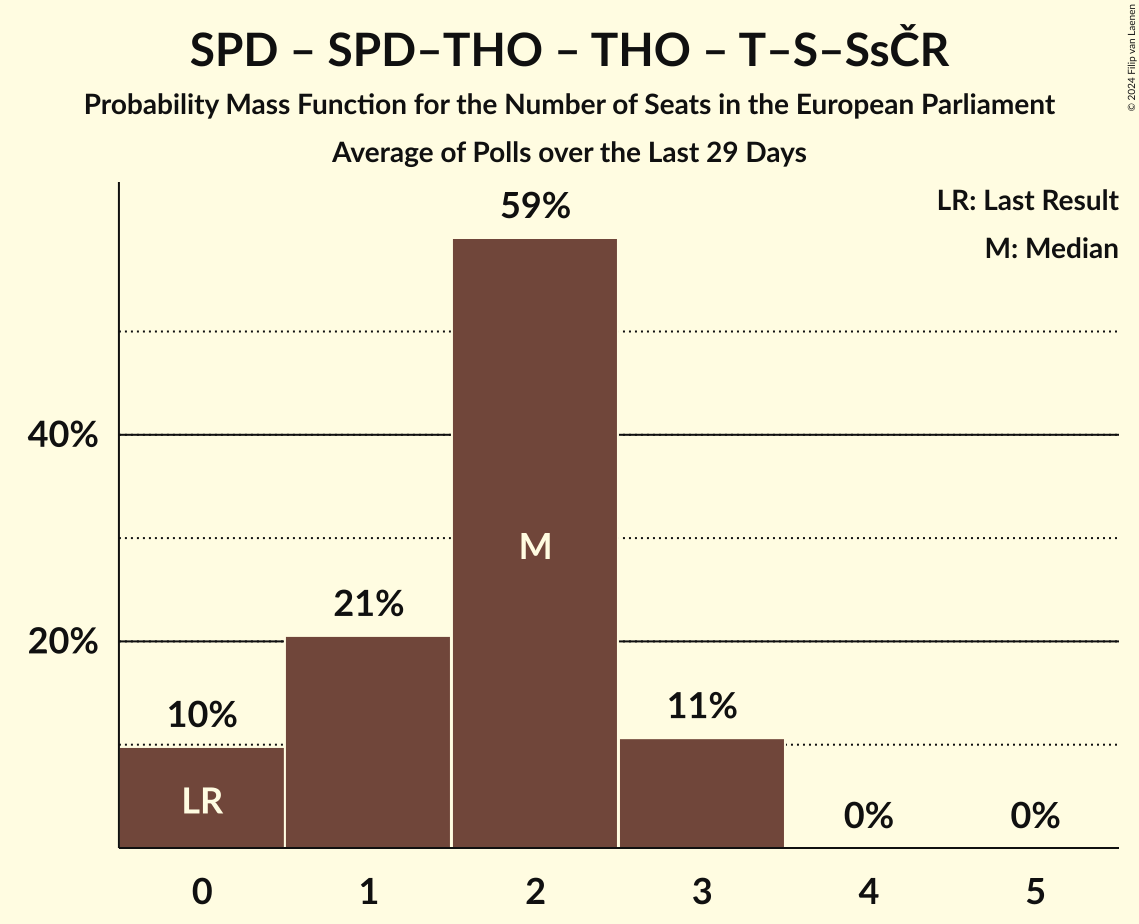 SPD – SPD–THO – THO – T–S–SsČR
Probability Mass Function for the Number of Seats in the European Parliament
Average of Polls over the Last 29 Days
© 2024 Filip van Laenen
LR: Last Result
M: Median
59%
40%
M
21%
20%
10%
11%
LR
0%
0%
0
1
2
3
4
5